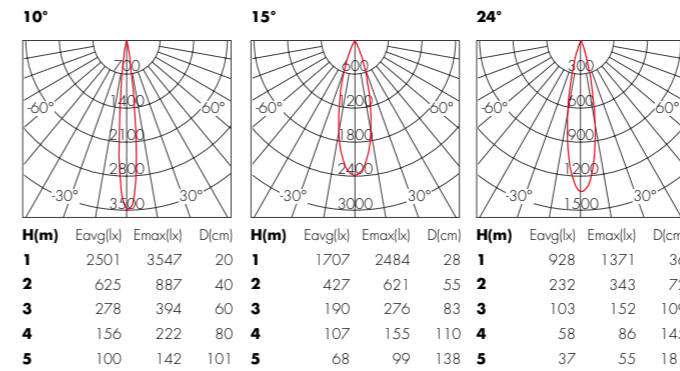 10° 15° 24°
700 600 300
1400 1200 600
-60° 60° -60° 60° -60° 60°
2100 1800 900
2800 2400 1200
-30° 30° -30° 30° -30° 30°
3500 3000 1500
H(m) Eavg(lx) Emax(lx) D(cm) H(m) Eavg(lx) Emax(lx) D(cm) H(m) Eavg(lx) Emax(lx)
1 2501 3547 20 1 1707 2484 28 1 928 1371
2 625 887 40 2 427 621 55 2 232 343
3 278 394 60 3 190 276 83 3 103 152
4 156 222 80 4 107 155 110 4 58 86
5 100 142 101 5 68 99 138 5 37 55